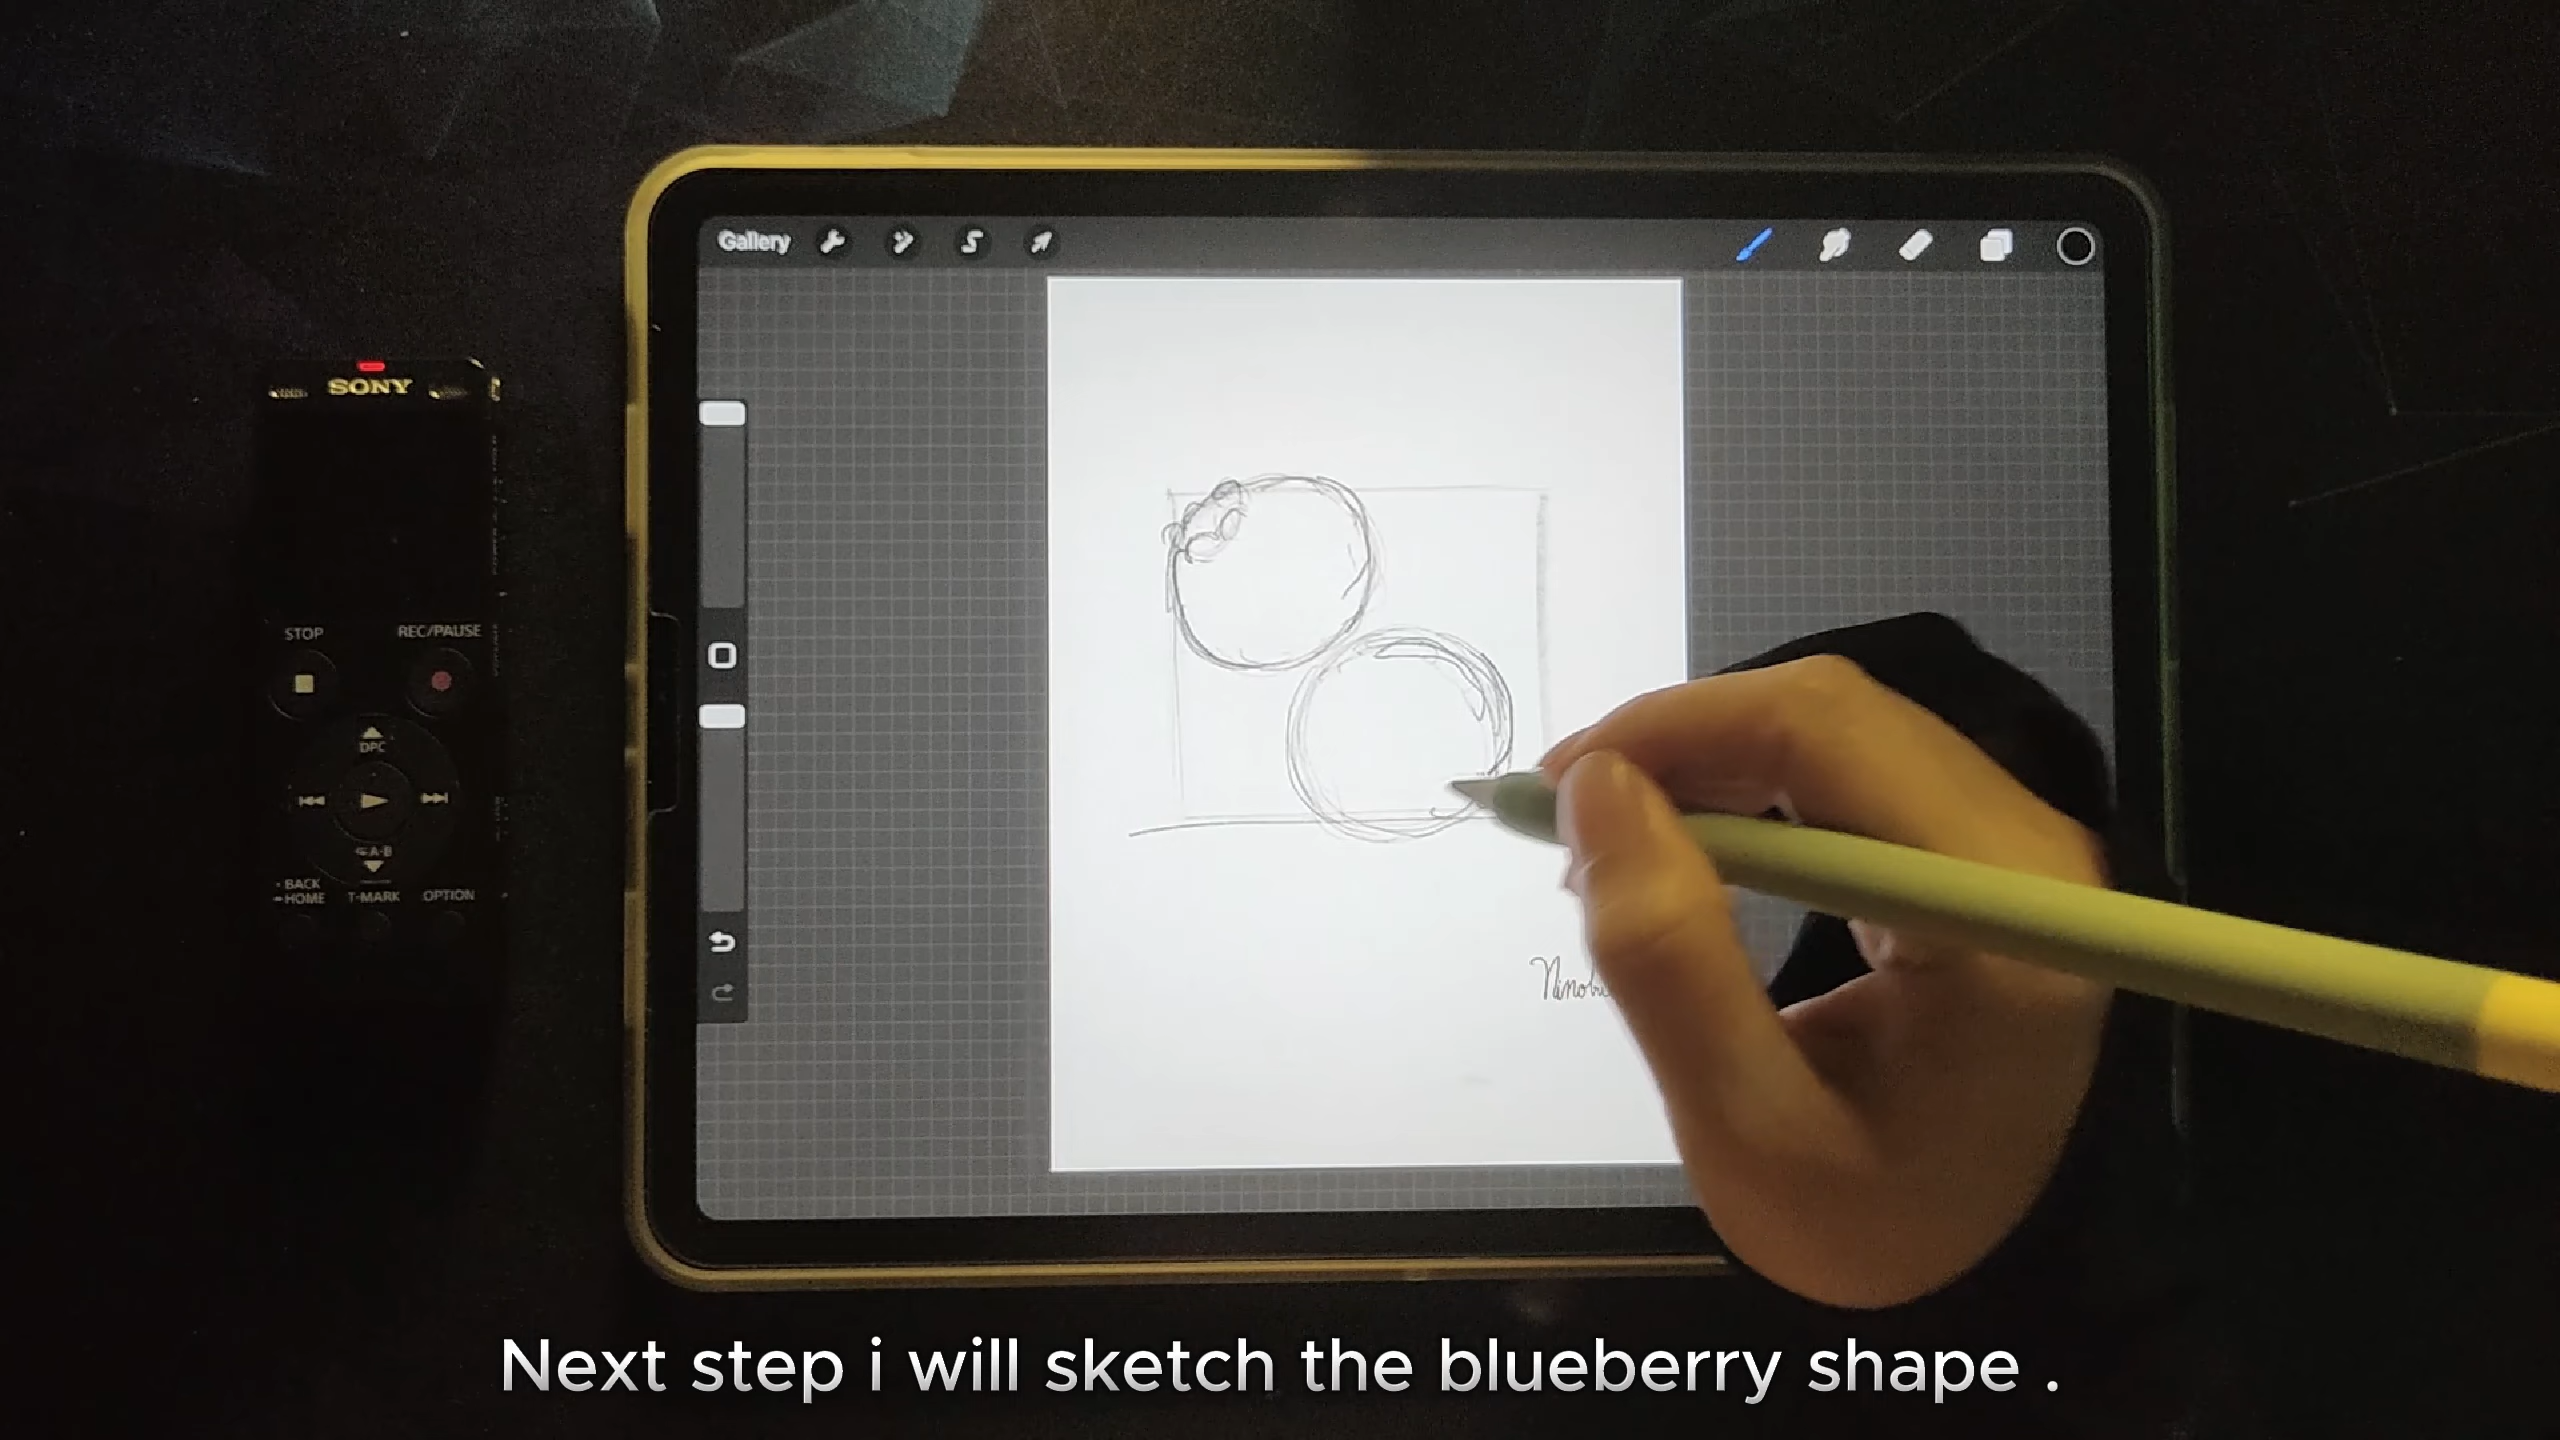 Gallery
SONY
STOP
REC/PAUSE
DPC
A-B
BACK
HOME
T-MARK
OPTION
Next step i will sketch the blueberry shape .